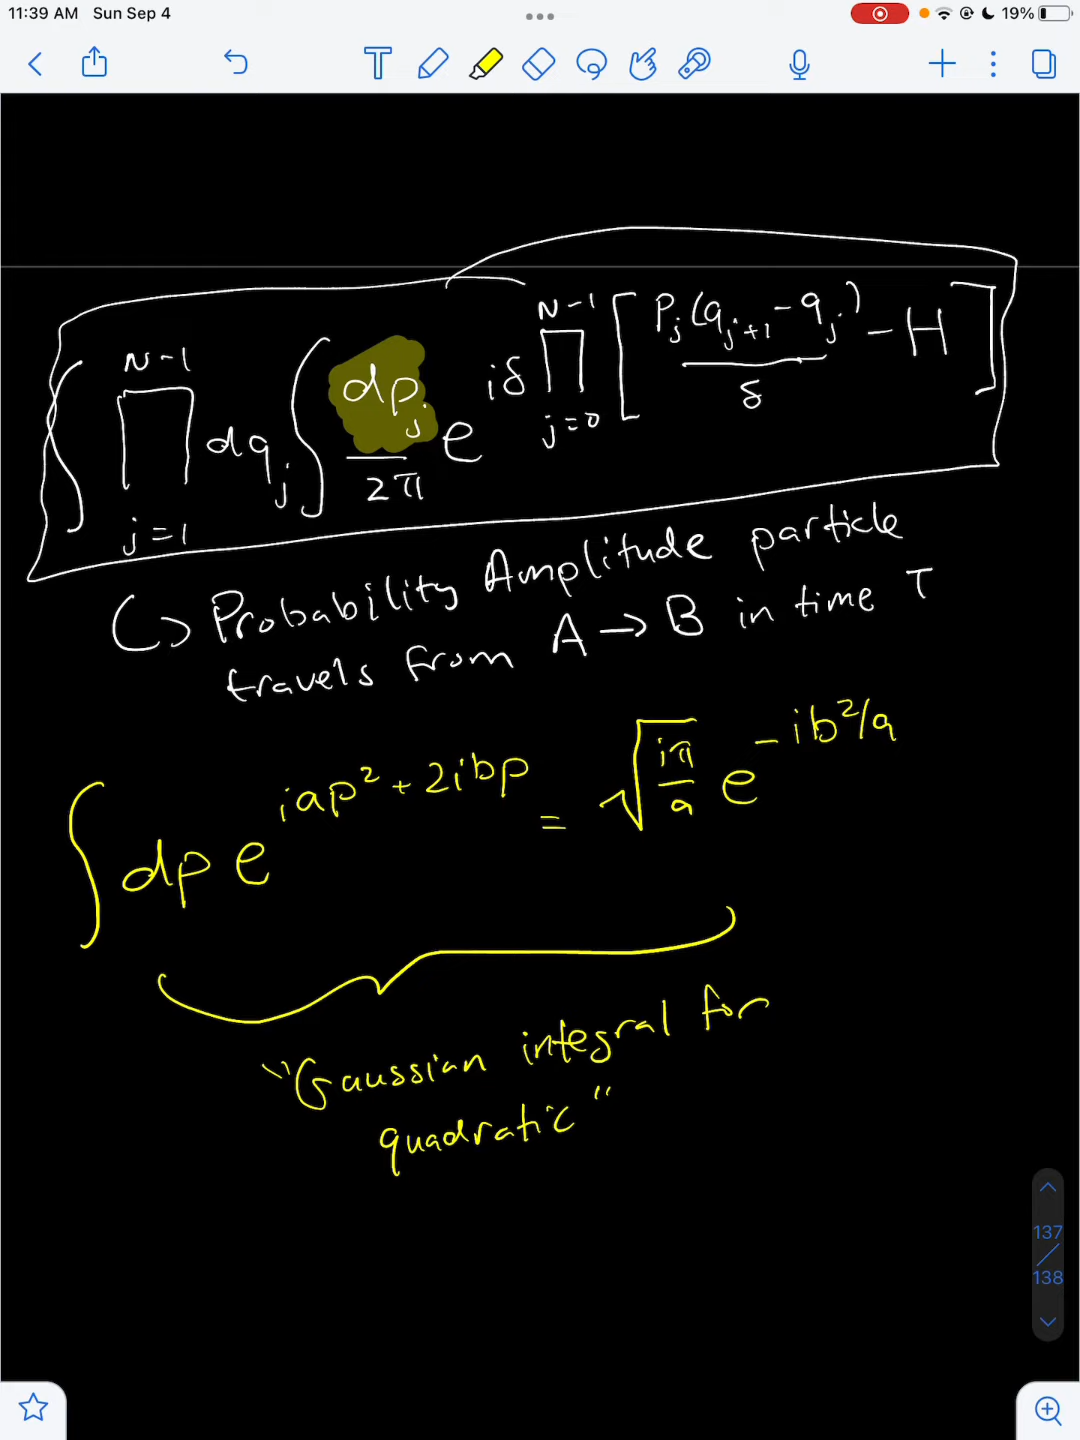 11:39 AM Sun Sep 4 19%
T
∫ ∏_{j=1}^{N-1} dq_j ∫ dp_j/2π e^{iδ ∏_{j=0}^{N-1} [P_j(q_{j+1} - q_j)/δ - H]}
↪ Probability Amplitude particle
travels from A → B in time T
∫ dp e^{iap² + 2ibp} = √(iπ/a) e^{-ib²/a}
"Gaussian integral for
quadratic"
137
/
138